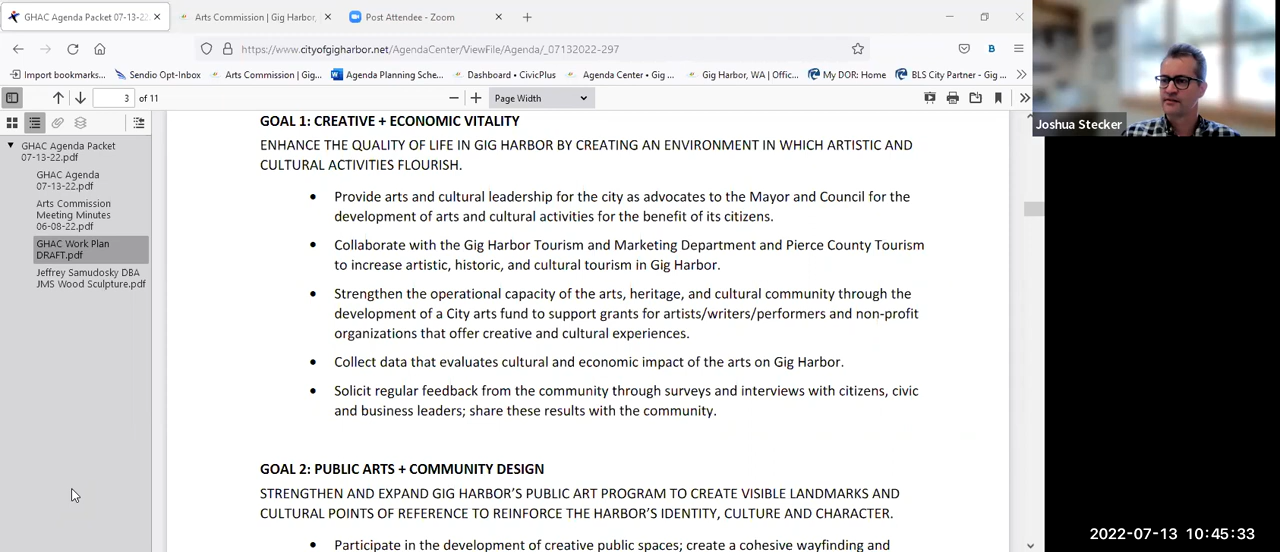 GHAC Agenda Packet 07-13-22.
Arts Commission | Gig Harbor,
Post Attendee - Zoom
https://www.cityofgigharbor.net/AgendaCenter/ViewFile/Agenda/_07132022-297
Import bookmarks...
Sendio Opt-Inbox
Arts Commission | Gig...
Agenda Planning Sche...
Dashboard • CivicPlus
Agenda Center • Gig ...
Gig Harbor, WA | Offic...
My DOR: Home
BLS City Partner - Gig ...
3 of 11
Page Width
GHAC Agenda Packet
07-13-22.pdf
GHAC Agenda
07-13-22.pdf
Arts Commission
Meeting Minutes
06-08-22.pdf
GHAC Work Plan
DRAFT.pdf
Jeffrey Samudosky DBA
JMS Wood Sculpture.pdf
GOAL 1: CREATIVE + ECONOMIC VITALITY
ENHANCE THE QUALITY OF LIFE IN GIG HARBOR BY CREATING AN ENVIRONMENT IN WHICH ARTISTIC AND
CULTURAL ACTIVITIES FLOURISH.
• Provide arts and cultural leadership for the city as advocates to the Mayor and Council for the
development of arts and cultural activities for the benefit of its citizens.
• Collaborate with the Gig Harbor Tourism and Marketing Department and Pierce County Tourism
to increase artistic, historic, and cultural tourism in Gig Harbor.
• Strengthen the operational capacity of the arts, heritage, and cultural community through the
development of a City arts fund to support grants for artists/writers/performers and non-profit
organizations that offer creative and cultural experiences.
• Collect data that evaluates cultural and economic impact of the arts on Gig Harbor.
• Solicit regular feedback from the community through surveys and interviews with citizens, civic
and business leaders; share these results with the community.
GOAL 2: PUBLIC ARTS + COMMUNITY DESIGN
STRENGTHEN AND EXPAND GIG HARBOR'S PUBLIC ART PROGRAM TO CREATE VISIBLE LANDMARKS AND
CULTURAL POINTS OF REFERENCE TO REINFORCE THE HARBOR'S IDENTITY, CULTURE AND CHARACTER.
• Participate in the development of creative public spaces; create a cohesive wayfinding and
Joshua Stecker
2022-07-13 10:45:33